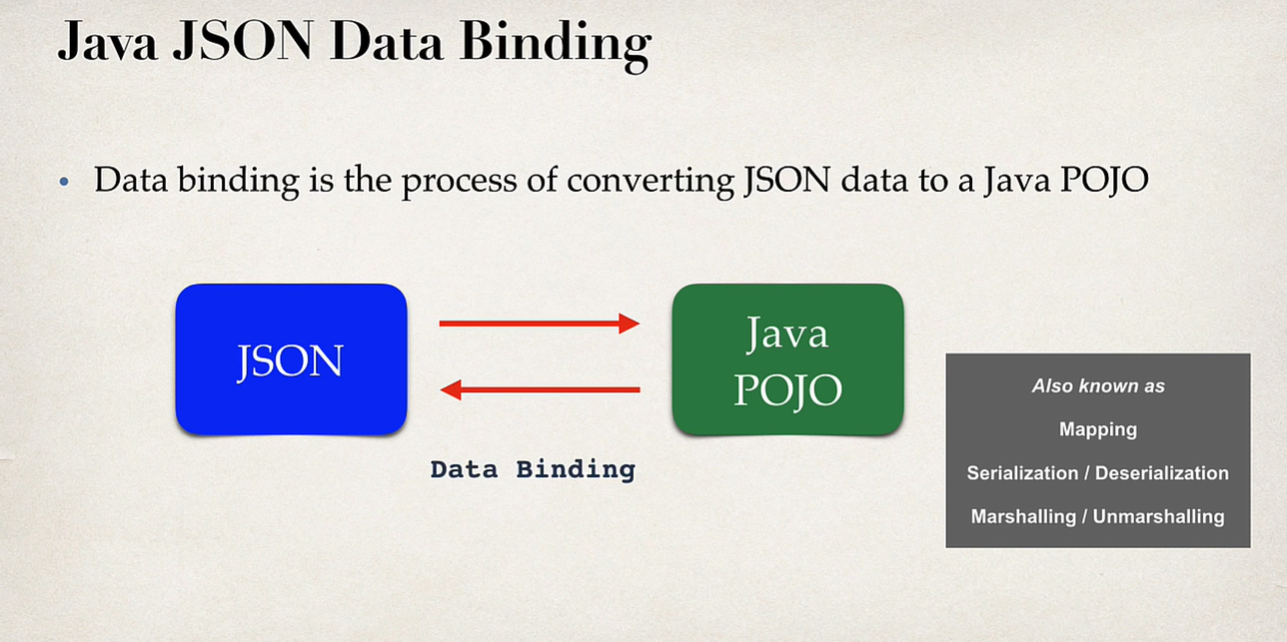 Java JSON Data Binding
• Data binding is the process of converting JSON data to a Java POJO
JSON
Java
POJO
Data Binding
Also known as
Mapping
Serialization / Deserialization
Marshalling / Unmarshalling